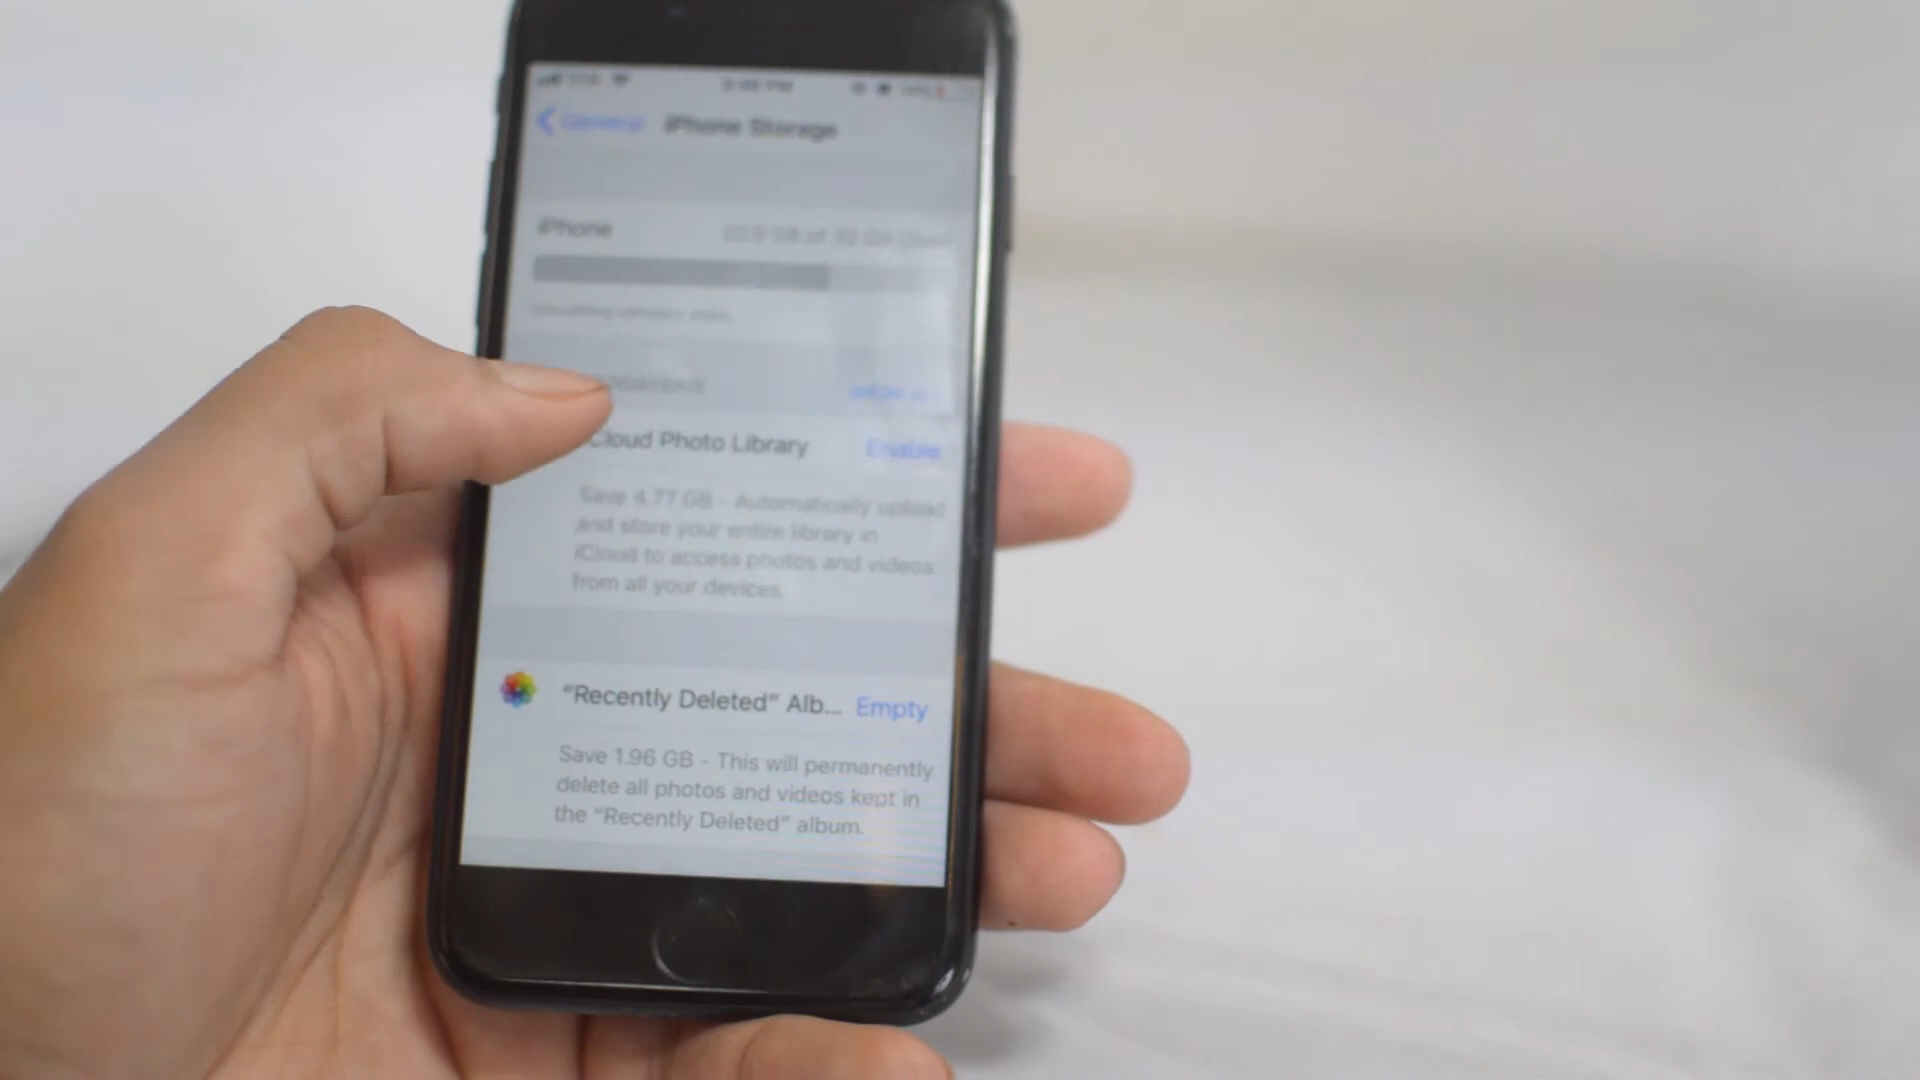 General iPhone Storage
iPhone
Cloud Photo Library Enable
Save 4.77 GB - Automatically upload
and store your entire library in
iCloud to access photos and videos
from all your devices.
“Recently Deleted” Alb... Empty
Save 1.96 GB - This will permanently
delete all photos and videos kept in
the “Recently Deleted” album.